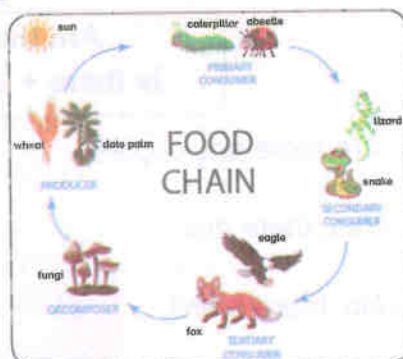 sun
caterpillar
abeetle
PRIMARY
CONSUMER
lizard
snake
SECONDARY
CONSUMER
eagle
fox
TERTIARY
CONSUMER
fungi
DECOMPOSER
wheat
date palm
PRODUCER
FOOD
CHAIN